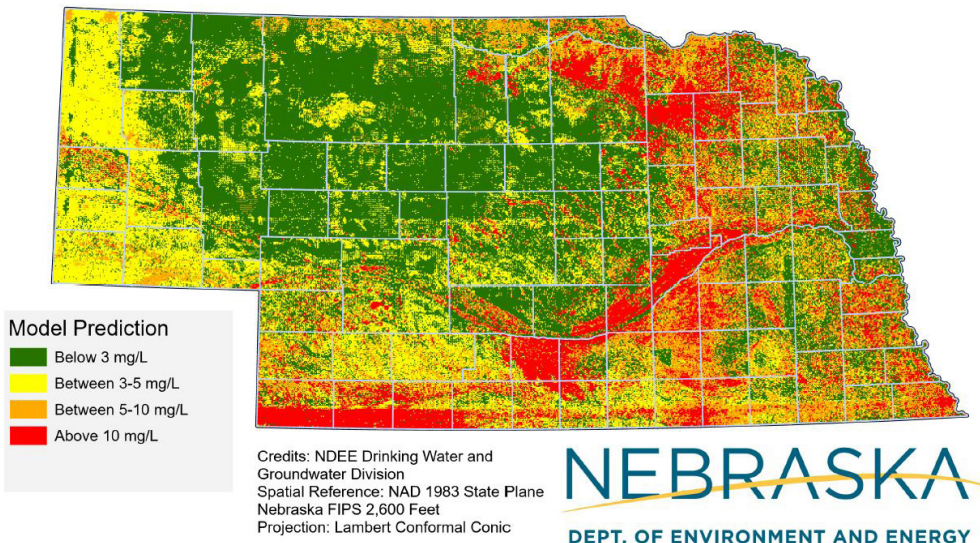 Model Prediction
Below 3 mg/L
Between 3-5 mg/L
Between 5-10 mg/L
Above 10 mg/L
Credits: NDEE Drinking Water and
Groundwater Division
Spatial Reference: NAD 1983 State Plane
Nebraska FIPS 2,600 Feet
Projection: Lambert Conformal Conic
NEBRASKA
DEPT. OF ENVIRONMENT AND ENERGY